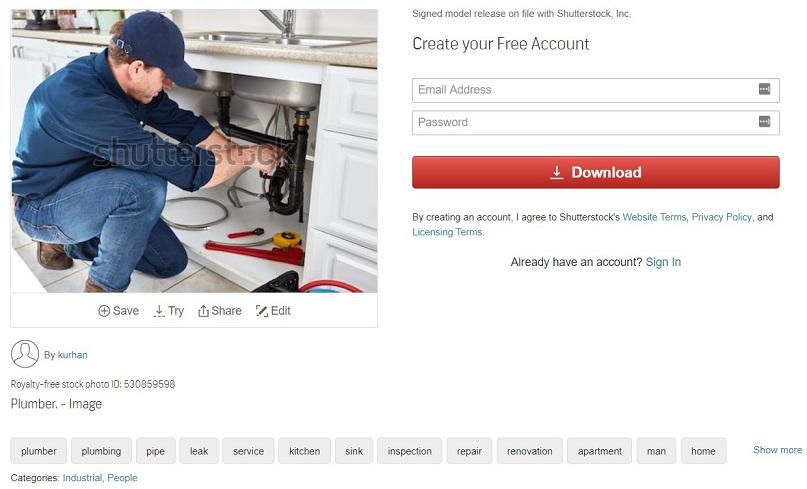 Signed model release on file with Shutterstock, Inc.
Create your Free Account
Email Address
Password
Download
By creating an account, I agree to Shutterstock's Website Terms, Privacy Policy, and
Licensing Terms.
Already have an account? Sign In
shutterstock
Save Try Share Edit
By kurhan
Royalty-free stock photo ID: 530859598
Plumber. - Image
plumber plumbing pipe leak service kitchen sink inspection repair renovation apartment man home Show more
Categories: Industrial, People